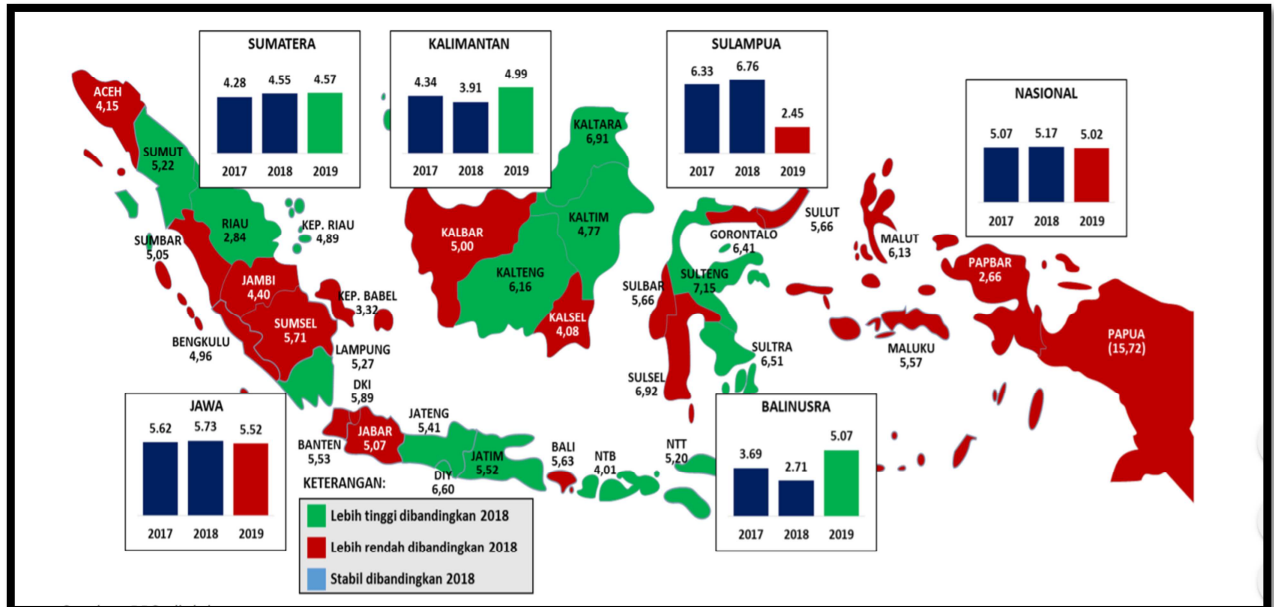 SUMATERA
4.28 4.55 4.57
2017 2018 2019
KALIMANTAN
4.34 3.91 4.99
2017 2018 2019
SULAMPUA
6.33 6.76 2.45
2017 2018 2019
NASIONAL
5.07 5.17 5.02
2017 2018 2019
ACEH
4,15
SUMUT
5,22
RIAU
2,84
KEP. RIAU
4,89
SUMBAR
5,05
JAMBI
4,40
KEP. BABEL
3,32
SUMSEL
5,71
BENGKULU
4,96
LAMPUNG
5,27
KALTARA
6,91
KALBAR
5,00
KALTIM
4,77
KALTENG
6,16
KALSEL
4,08
SULUT
5,66
GORONTALO
6,41
SULTENG
7,15
SULBAR
5,66
SULTRA
6,51
SULSEL
6,92
MALUT
6,13
MALUKU
5,57
PAPBAR
2,66
PAPUA
(15,72)
DKI
5,89
BANTEN
5,53
JABAR
5,07
JATENG
5,41
DIY
6,60
JATIM
5,52
BALI
5,63
NTB
4,01
NTT
5,20
JAWA
5.62 5.73 5.52
2017 2018 2019
BALINUSRA
3.69 2.71 5.07
2017 2018 2019
KETERANGAN:
Lebih tinggi dibandingkan 2018
Lebih rendah dibandingkan 2018
Stabil dibandingkan 2018